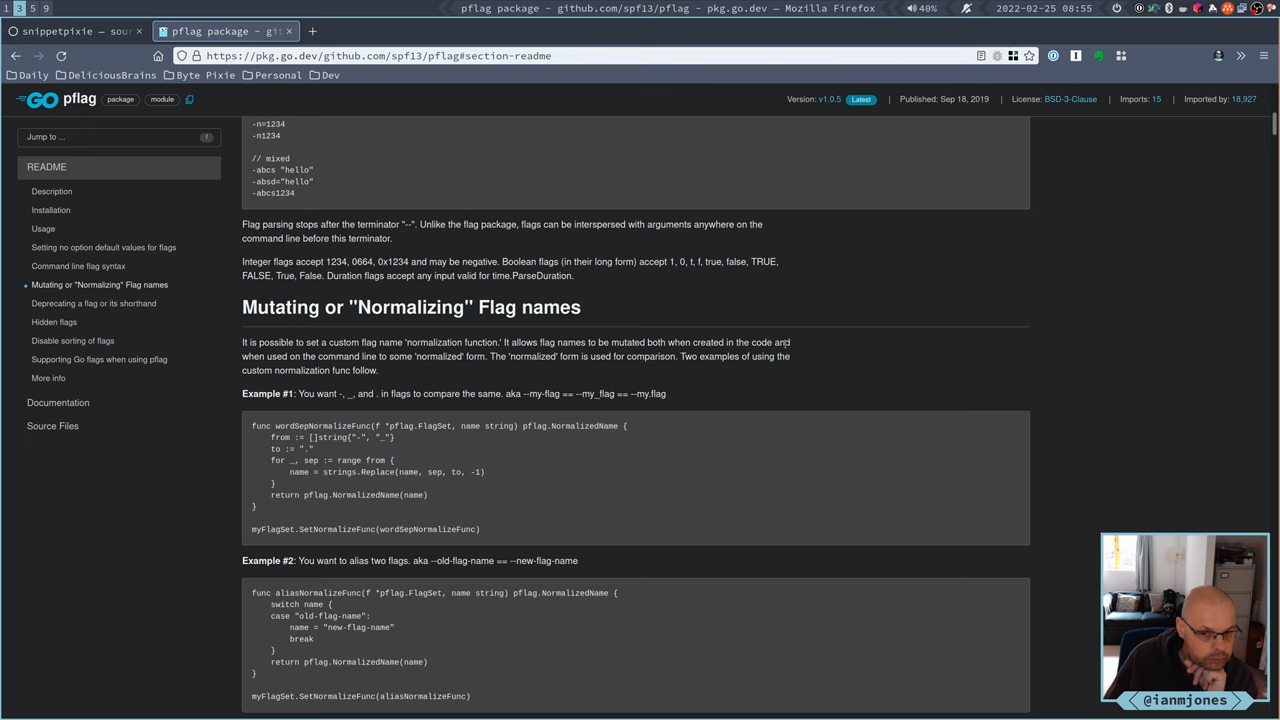 1 3 5 9
pflag package - github.com/spf13/pflag - pkg.go.dev — Mozilla Firefox
40%
2022-02-25 08:55
snippetpixie — sour
pflag package - git
https://pkg.go.dev/github.com/spf13/pflag#section-readme
Daily
DeliciousBrains
Byte Pixie
Personal
Dev
GO pflag
package
module
Version: v1.0.5
Latest
Published: Sep 18, 2019
License: BSD-3-Clause
Imports: 15
Imported by: 18,927
Jump to ...
README
Description
Installation
Usage
Setting no option default values for flags
Command line flag syntax
Mutating or "Normalizing" Flag names
Deprecating a flag or its shorthand
Hidden flags
Disable sorting of flags
Supporting Go flags when using pflag
More info
Documentation
Source Files
-n=1234
-n1234
// mixed
-abcs "hello"
-absd="hello"
-abcs1234
Flag parsing stops after the terminator "--". Unlike the flag package, flags can be interspersed with arguments anywhere on the
command line before this terminator.
Integer flags accept 1234, 0664, 0x1234 and may be negative. Boolean flags (in their long form) accept 1, 0, t, f, true, false, TRUE,
FALSE, True, False. Duration flags accept any input valid for time.ParseDuration.
Mutating or "Normalizing" Flag names
It is possible to set a custom flag name 'normalization function.' It allows flag names to be mutated both when created in the code and
when used on the command line to some 'normalized' form. The 'normalized' form is used for comparison. Two examples of using the
custom normalization func follow.
Example #1: You want -, _, and . in flags to compare the same. aka --my-flag == --my_flag == --my.flag
func wordSepNormalizeFunc(f *pflag.FlagSet, name string) pflag.NormalizedName {
from := []string{"-", "_"}
to := "."
for _, sep := range from {
name = strings.Replace(name, sep, to, -1)
}
return pflag.NormalizedName(name)
}
myFlagSet.SetNormalizeFunc(wordSepNormalizeFunc)
Example #2: You want to alias two flags. aka --old-flag-name == --new-flag-name
func aliasNormalizeFunc(f *pflag.FlagSet, name string) pflag.NormalizedName {
switch name {
case "old-flag-name":
name = "new-flag-name"
break
}
return pflag.NormalizedName(name)
}
myFlagSet.SetNormalizeFunc(aliasNormalizeFunc)
@ianmjones